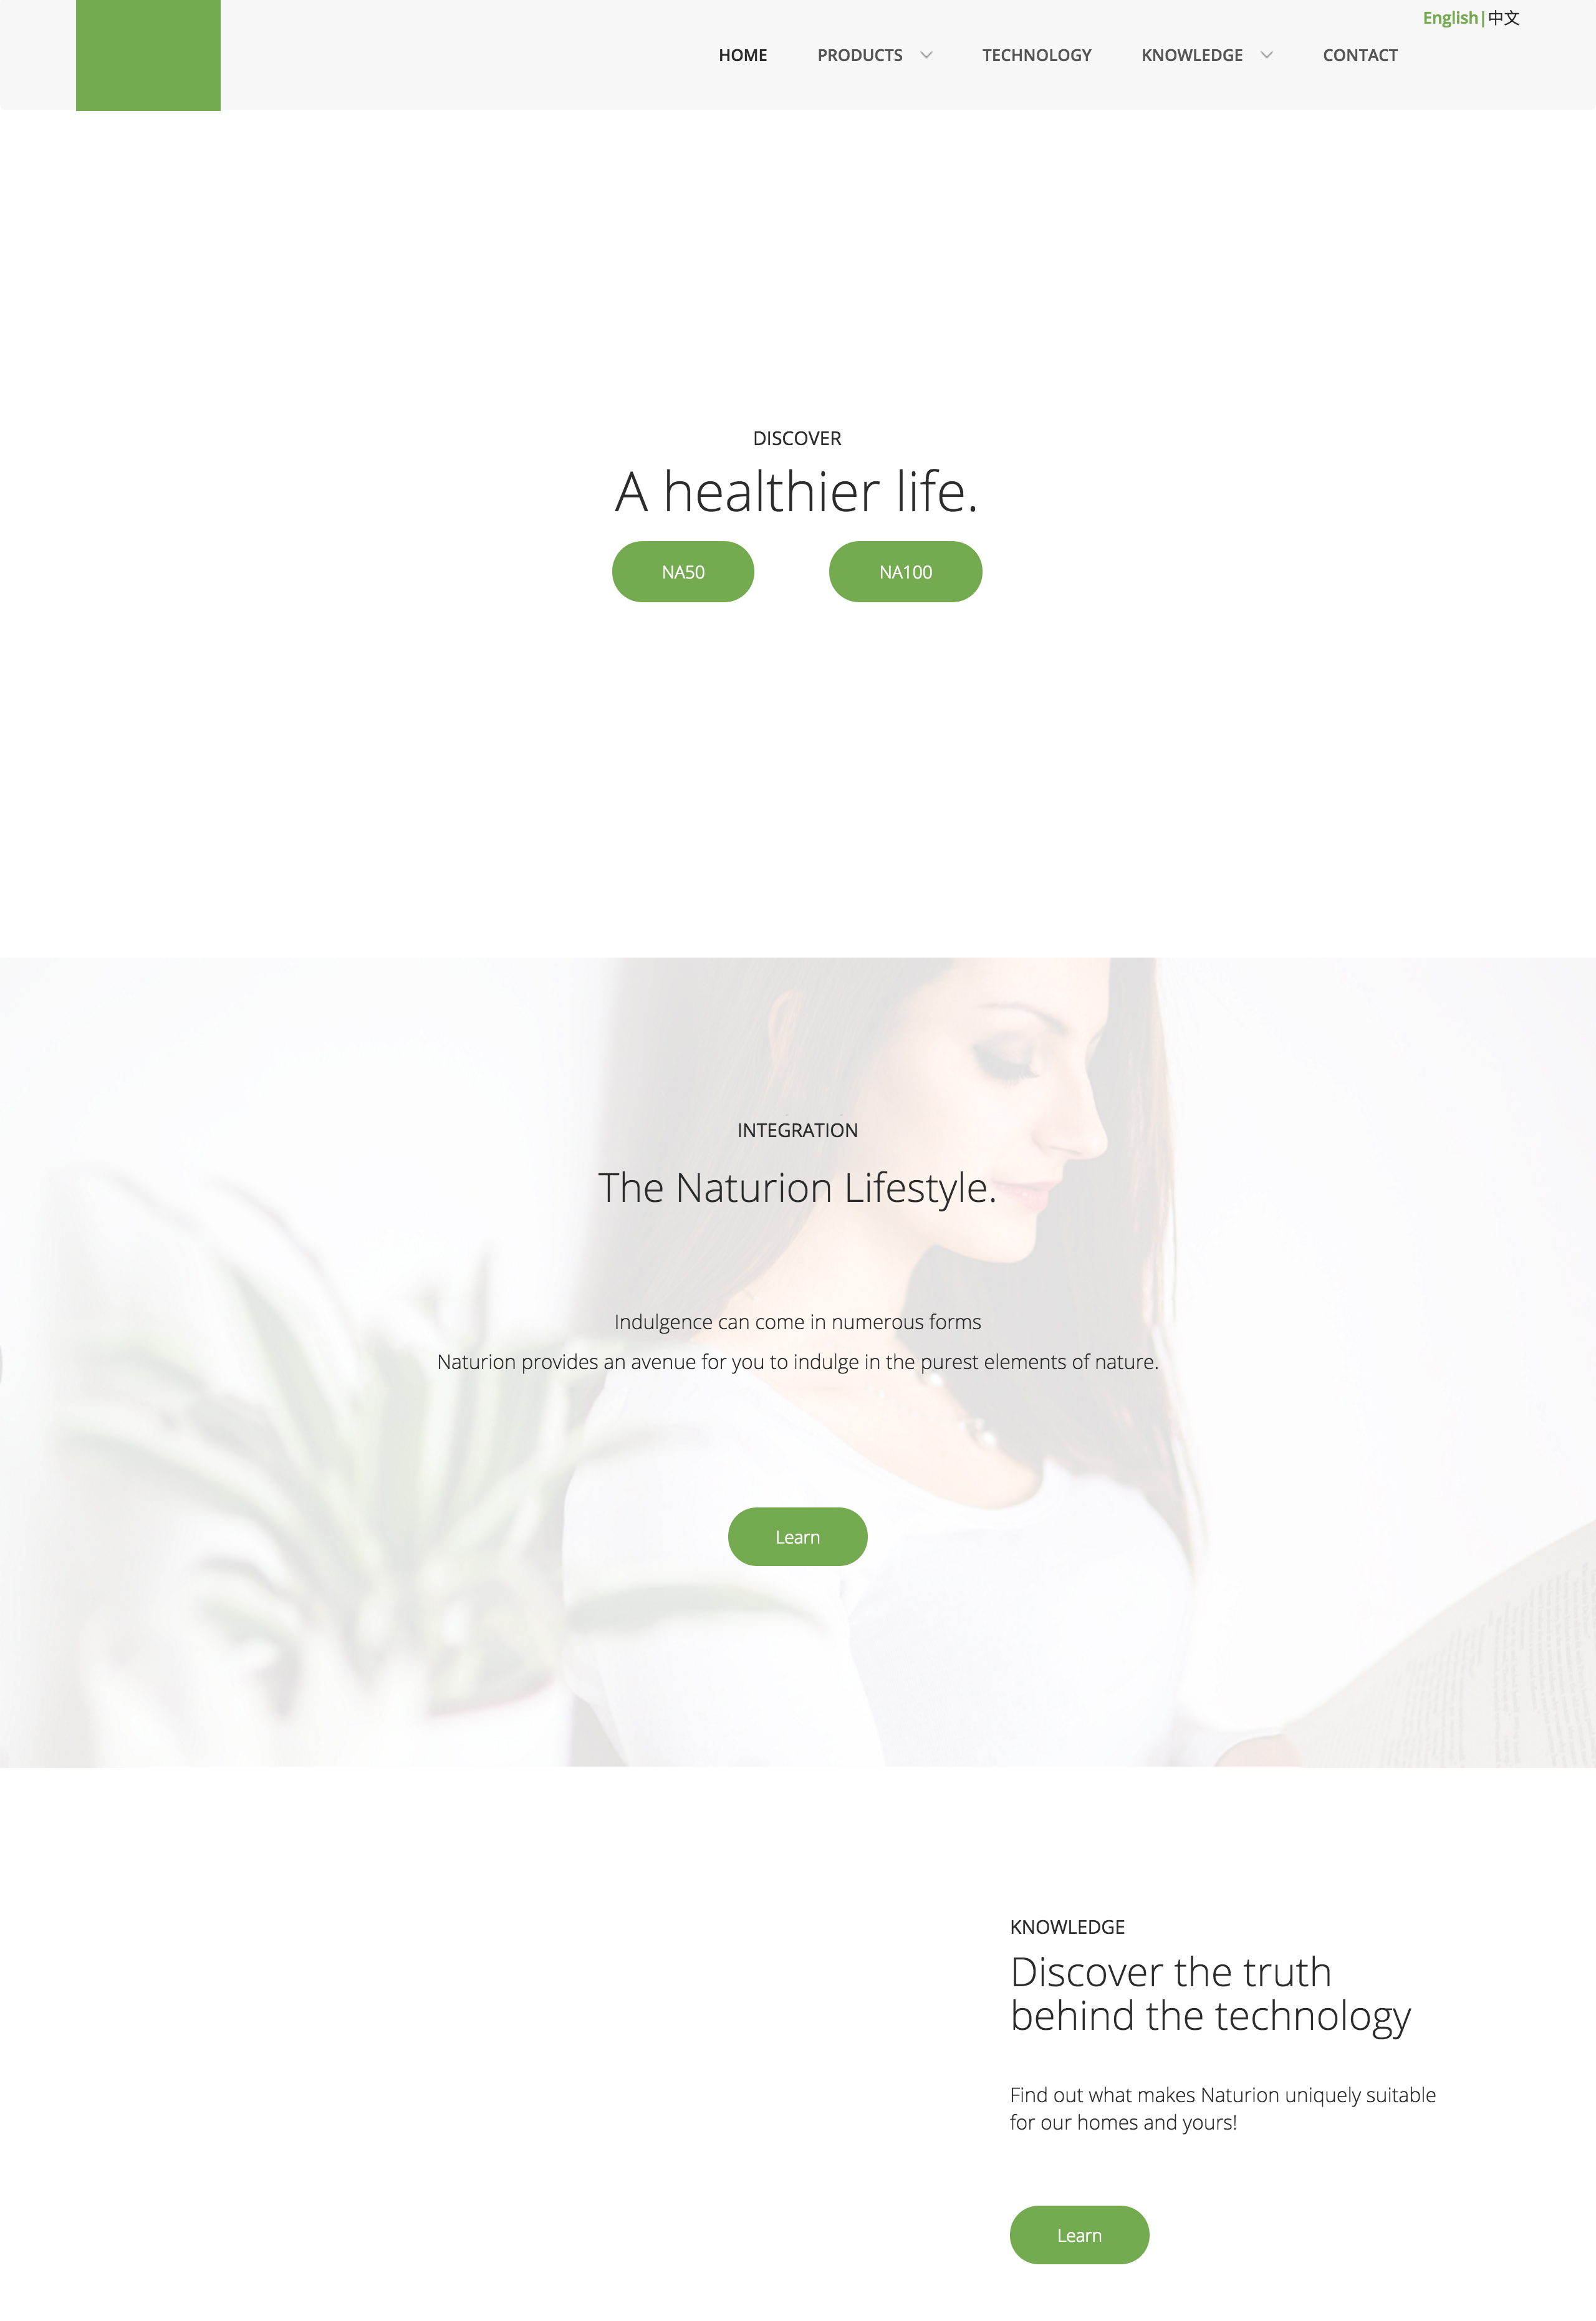 English|中文
HOME PRODUCTS TECHNOLOGY KNOWLEDGE CONTACT
DISCOVER
A healthier life.
NA50 NA100
INTEGRATION
The Naturion Lifestyle.
Indulgence can come in numerous forms
Naturion provides an avenue for you to indulge in the purest elements of nature.
Learn
KNOWLEDGE
Discover the truth
behind the technology
Find out what makes Naturion uniquely suitable
for our homes and yours!
Learn